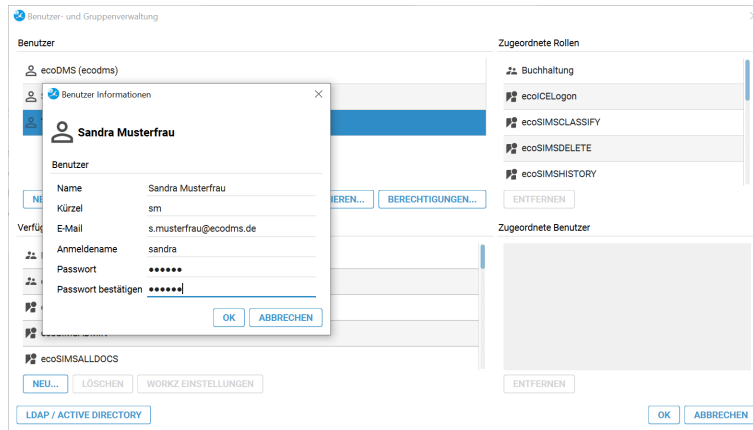 Benutzer- und Gruppenverwaltung
Benutzer
Zugeordnete Rollen
ecoDMS (ecodms)
Buchhaltung
ecoICELogon
ecoSIMSCLASSIFY
ecoSIMSDELETE
ecoSIMSHISTORY
Benutzer Informationen
Sandra Musterfrau
Benutzer
Name Sandra Musterfrau
Kürzel sm
E-Mail s.musterfrau@ecodms.de
Anmeldename sandra
Passwort ●●●●●●
Passwort bestätigen ●●●●●●
OK ABBRECHEN
BERECHTIGUNGEN...
ENTFERNEN
Zugeordnete Benutzer
ecoSIMSALLDOCS
NEU... LÖSCHEN WORKZ EINSTELLUNGEN
ENTFERNEN
LDAP / ACTIVE DIRECTORY
OK ABBRECHEN